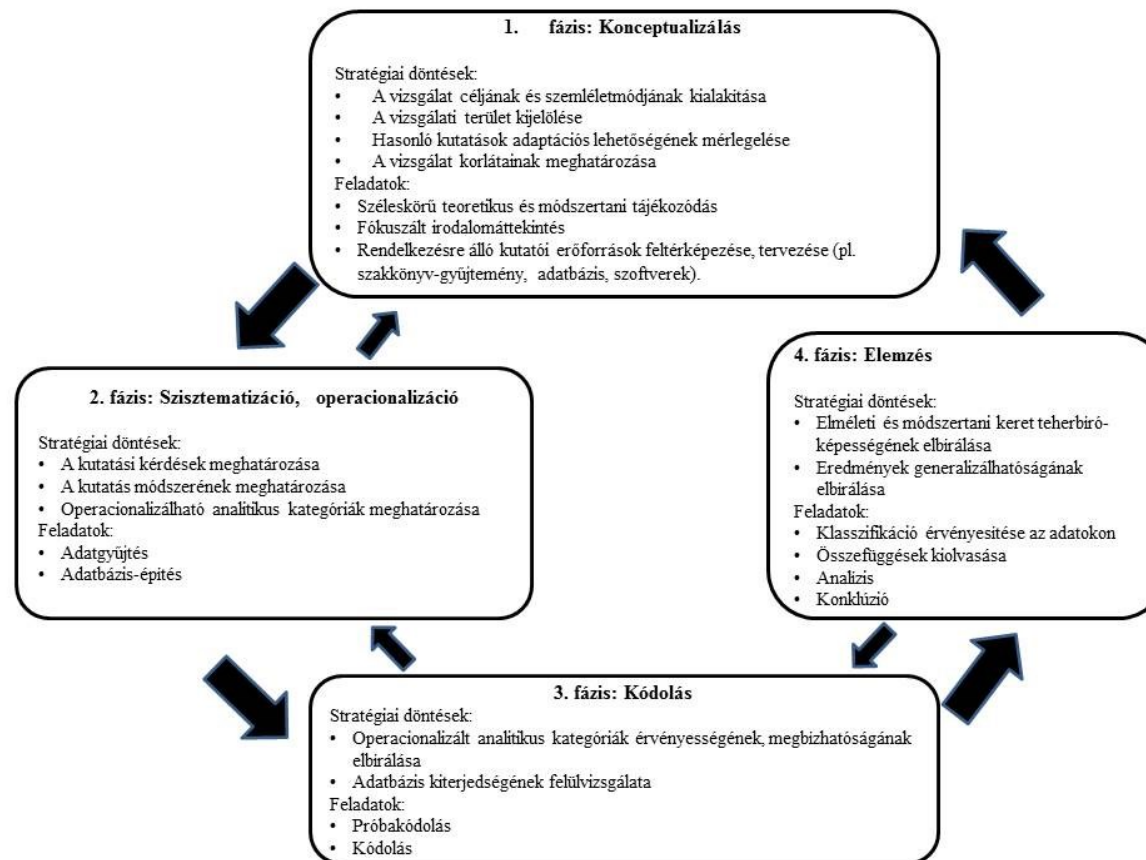 1. fázis: Konceptualizálás
Stratégiai döntések:
• A vizsgálat céljának és szemléletmódjának kialakítása
• A vizsgálati terület kijelölése
• Hasonló kutatások adaptációs lehetőségének mérlegelése
• A vizsgálat korlátainak meghatározása
Feladatok:
• Széleskörű teoretikus és módszertani tájékozódás
• Fókuszált irodalomáttekintés
• Rendelkezésre álló kutatói erőforrások feltérképezése, tervezése (pl.
szakkönyv-gyűjtemény, adatbázis, szoftverek).
2. fázis: Szisztematizáció, operacionalizáció
Stratégiai döntések:
• A kutatási kérdések meghatározása
• A kutatás módszerének meghatározása
• Operacionalizálható analitikus kategóriák meghatározása
Feladatok:
• Adatgyűjtés
• Adatbázis-építés
3. fázis: Kódolás
Stratégiai döntések:
• Operacionalizált analitikus kategóriák érvényességének, megbízhatóságának
elbírálása
• Adatbázis kiterjedségének felülvizsgálata
Feladatok:
• Próbakódolás
• Kódolás
4. fázis: Elemzés
Stratégiai döntések:
• Elméleti és módszertani keret teherbíró-
képességének elbírálása
• Eredmények generalizálhatóságának
elbírálása
Feladatok:
• Klasszifikáció érvényesítése az adatokon
• Összefüggések kiolvasása
• Analízis
• Konklúzió